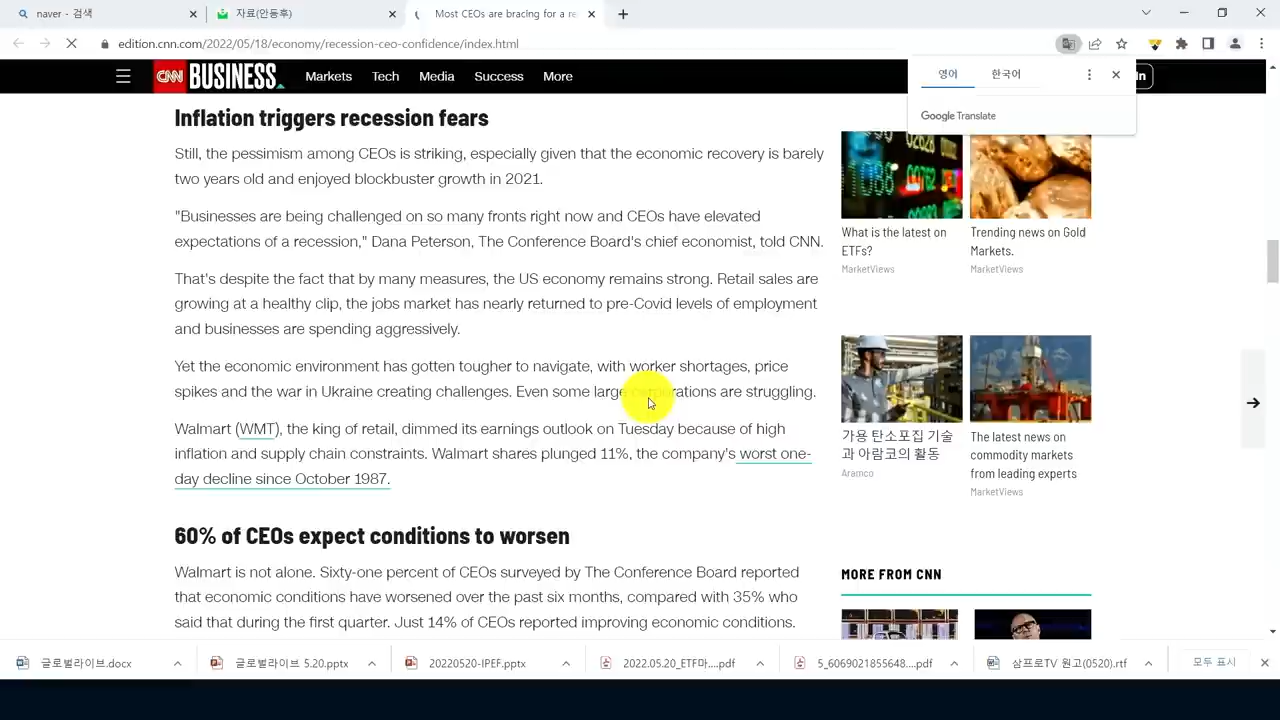 naver - 검색
자료(안동후)
Most CEOs are bracing for a re
edition.cnn.com/2022/05/18/economy/recession-ceo-confidence/index.html
CNN BUSINESS
Markets Tech Media Success More
영어 한국어
in
Google Translate
Inflation triggers recession fears
Still, the pessimism among CEOs is striking, especially given that the economic recovery is barely
two years old and enjoyed blockbuster growth in 2021.
"Businesses are being challenged on so many fronts right now and CEOs have elevated
expectations of a recession," Dana Peterson, The Conference Board's chief economist, told CNN.
That's despite the fact that by many measures, the US economy remains strong. Retail sales are
growing at a healthy clip, the jobs market has nearly returned to pre-Covid levels of employment
and businesses are spending aggressively.
Yet the economic environment has gotten tougher to navigate, with worker shortages, price
spikes and the war in Ukraine creating challenges. Even some large corporations are struggling.
Walmart (WMT), the king of retail, dimmed its earnings outlook on Tuesday because of high
inflation and supply chain constraints. Walmart shares plunged 11%, the company's worst one-
day decline since October 1987.
60% of CEOs expect conditions to worsen
Walmart is not alone. Sixty-one percent of CEOs surveyed by The Conference Board reported
that economic conditions have worsened over the past six months, compared with 35% who
said that during the first quarter. Just 14% of CEOs reported improving economic conditions.
What is the latest on
ETFs?
MarketViews
Trending news on Gold
Markets.
MarketViews
가용 탄소포집 기술
과 아람코의 활동
Aramco
The latest news on
commodity markets
from leading experts
MarketViews
MORE FROM CNN
글로벌라이브.docx
글로벌라이브 5.20.pptx
20220520-IPEF.pptx
2022.05.20_ETF마....pdf
5_6069021855648....pdf
삼프로TV 원고(0520).rtf
모두 표시